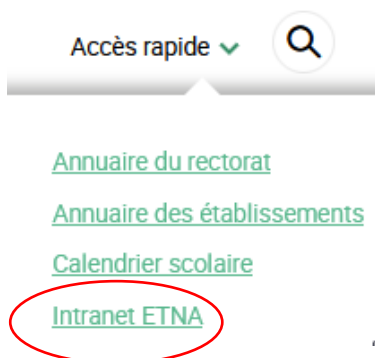 Accès rapide
Annuaire du rectorat
Annuaire des établissements
Calendrier scolaire
Intranet ETNA